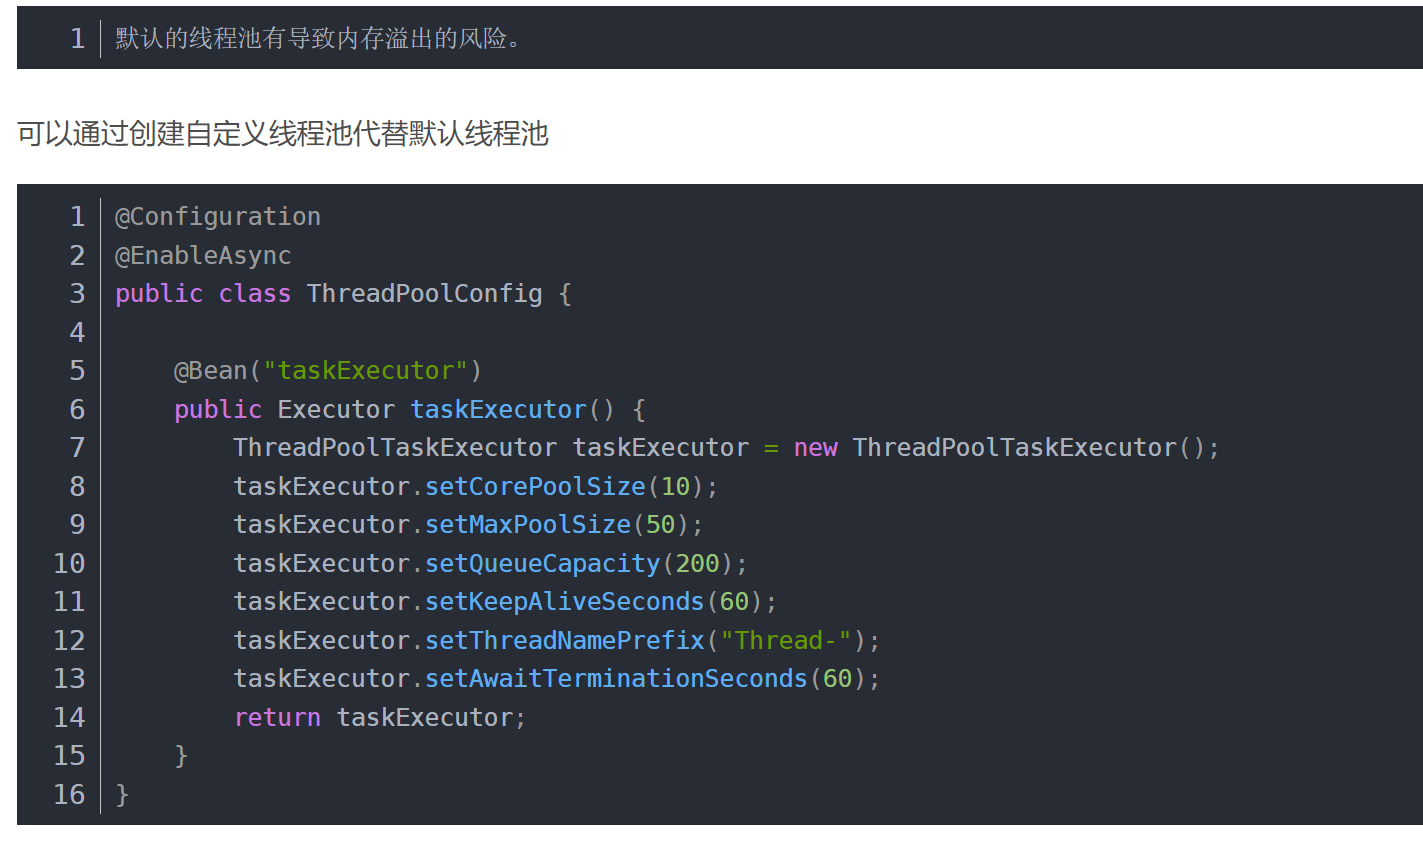 1 默认的线程池有导致内存溢出的风险。
可以通过创建自定义线程池代替默认线程池
1 @Configuration
2 @EnableAsync
3 public class ThreadPoolConfig {
4
5     @Bean("taskExecutor")
6     public Executor taskExecutor() {
7         ThreadPoolTaskExecutor taskExecutor = new ThreadPoolTaskExecutor();
8         taskExecutor.setCorePoolSize(10);
9         taskExecutor.setMaxPoolSize(50);
10         taskExecutor.setQueueCapacity(200);
11         taskExecutor.setKeepAliveSeconds(60);
12         taskExecutor.setThreadNamePrefix("Thread-");
13         taskExecutor.setAwaitTerminationSeconds(60);
14         return taskExecutor;
15     }
16 }